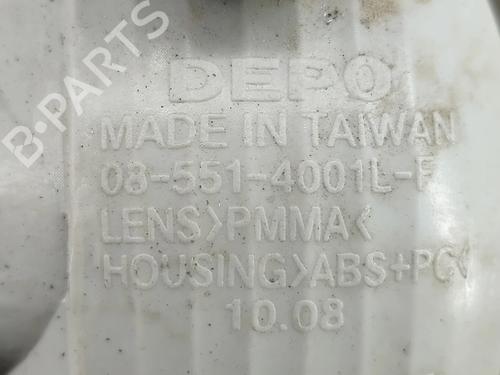 B-PARTS
DEPO
MADE IN TAIWAN
08-551-4001L-F
LENS>PMMA<
HOUSING>ABS+PC<
10.08